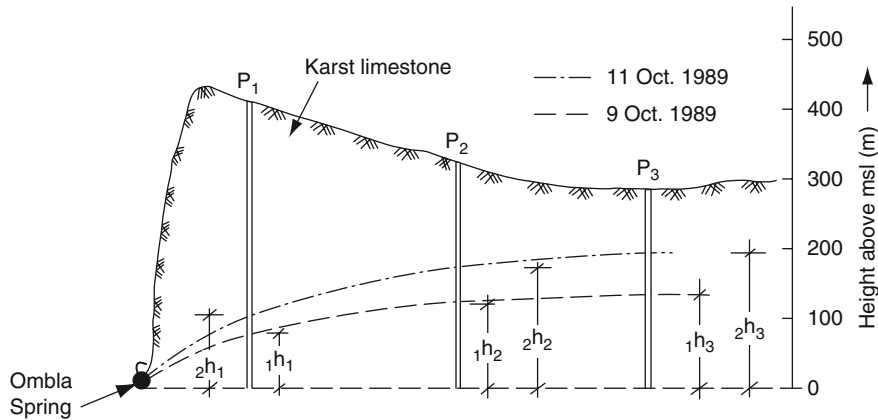 500
P₁
Karst limestone
11 Oct. 1989
9 Oct. 1989
400
P₂
P₃
300
200
100
0
Height above msl (m)
₂h₁
₁h₁
₁h₂
₂h₂
₁h₃
₂h₃
Ombla
Spring